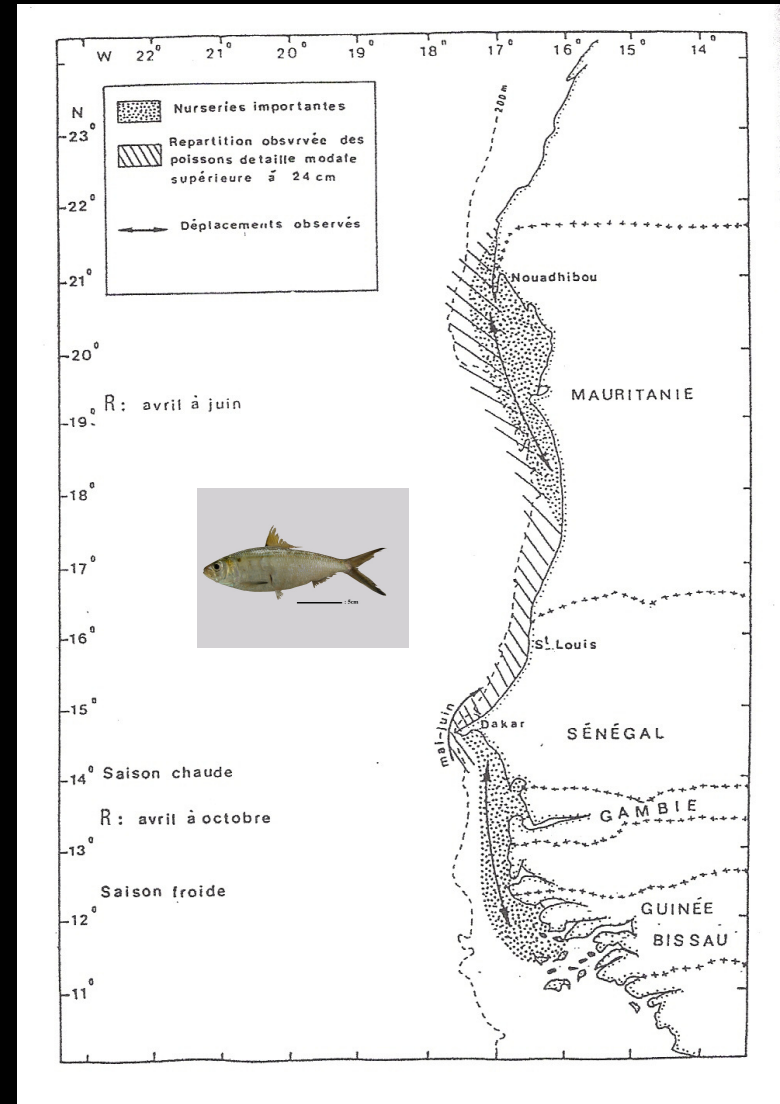 W 22° 21° 20° 19° 18° 17° 16° 15° 14°
N
Nurseries importantes
Repartition obsvrvée des
poissons detaille modale
supérieure à 24 cm
Déplacements observés
200m
23°
22°
21°
20°
19°
18°
17°
16°
15°
14°
13°
12°
11°
Nouadhibou
MAURITANIE
R: avril à juin
: 5cm
St Louis
mai-juin
Dakar
SÉNÉGAL
Saison chaude
R: avril à octobre
GAMBIE
Saison froide
GUINÉE
BISSAU